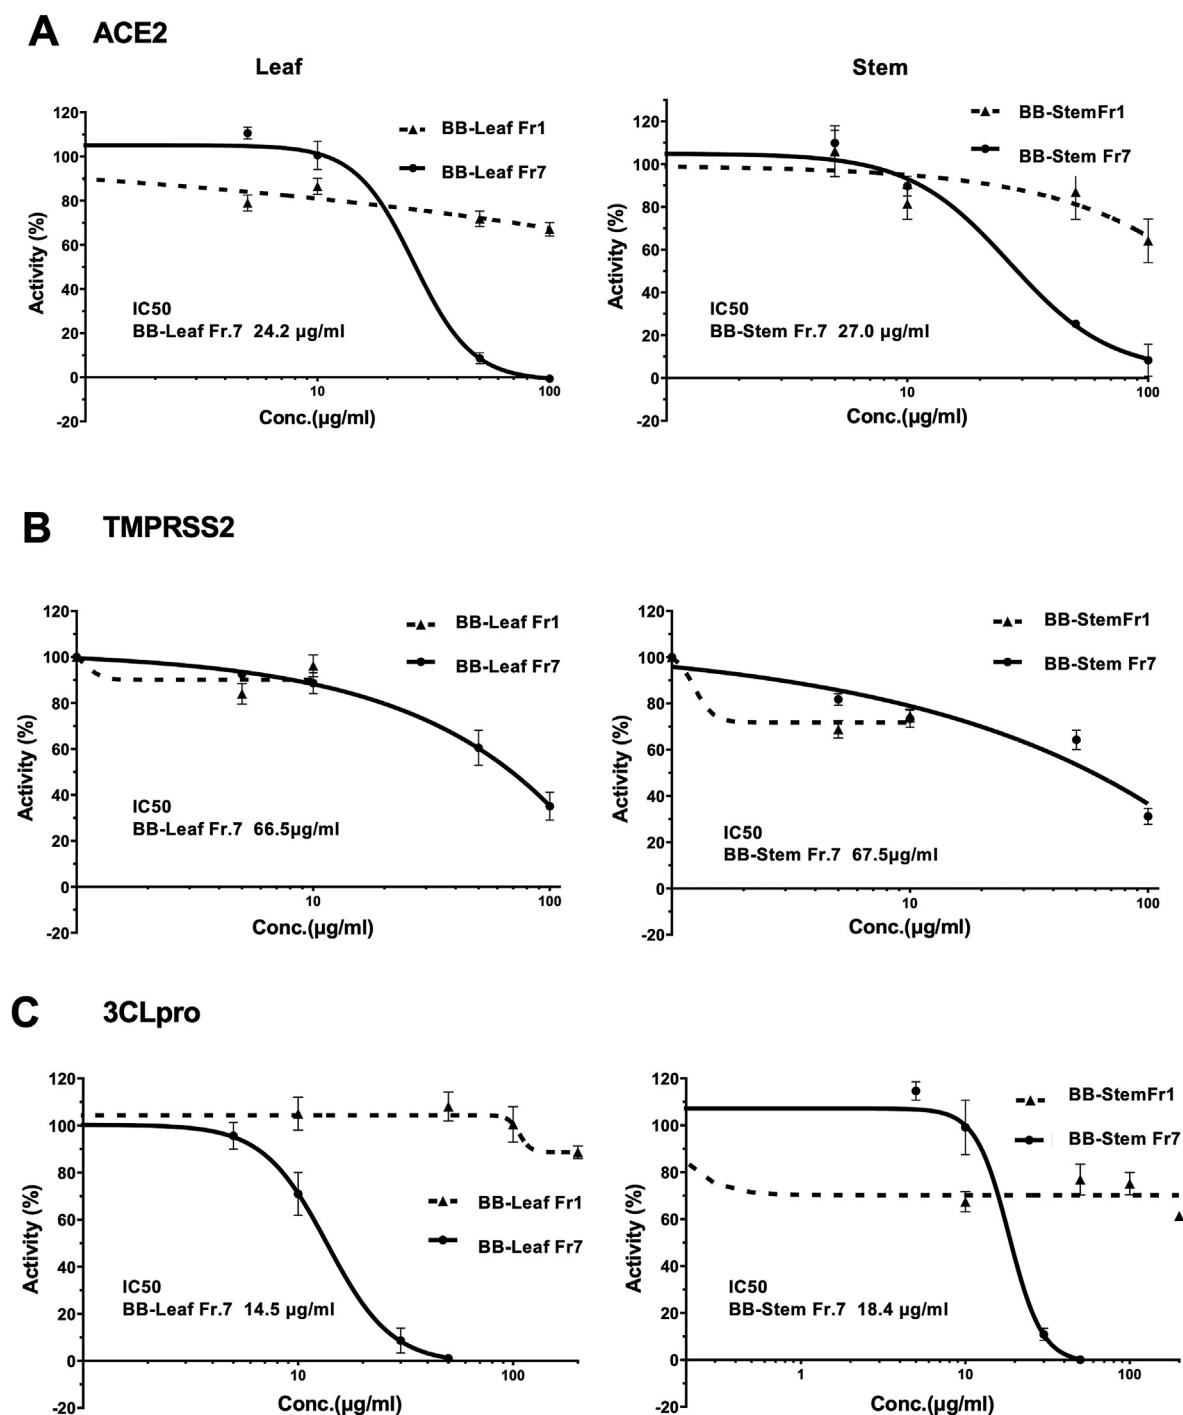 A ACE2
Leaf
Stem
120
100
80
60
40
20
0
-20
Activity (%)
BB-Leaf Fr1
BB-Leaf Fr7
IC50
BB-Leaf Fr.7 24.2 µg/ml
10
100
Conc.(µg/ml)
120
100
80
60
40
20
0
-20
Activity (%)
BB-StemFr1
BB-Stem Fr7
IC50
BB-Stem Fr.7 27.0 µg/ml
10
100
Conc.(µg/ml)
B TMPRSS2
120
100
80
60
40
20
0
-20
Activity (%)
BB-Leaf Fr1
BB-Leaf Fr7
IC50
BB-Leaf Fr.7 66.5µg/ml
10
100
Conc.(µg/ml)
120
100
80
60
40
20
0
-20
Activity (%)
BB-StemFr1
BB-Stem Fr7
IC50
BB-Stem Fr.7 67.5µg/ml
10
100
Conc.(µg/ml)
C 3CLpro
120
100
80
60
40
20
0
-20
Activity (%)
BB-Leaf Fr1
BB-Leaf Fr7
IC50
BB-Leaf Fr.7 14.5 µg/ml
10
100
Conc.(µg/ml)
120
100
80
60
40
20
0
-20
Activity (%)
BB-StemFr1
BB-Stem Fr7
IC50
BB-Stem Fr.7 18.4 µg/ml
1
10
100
Conc.(µg/ml)